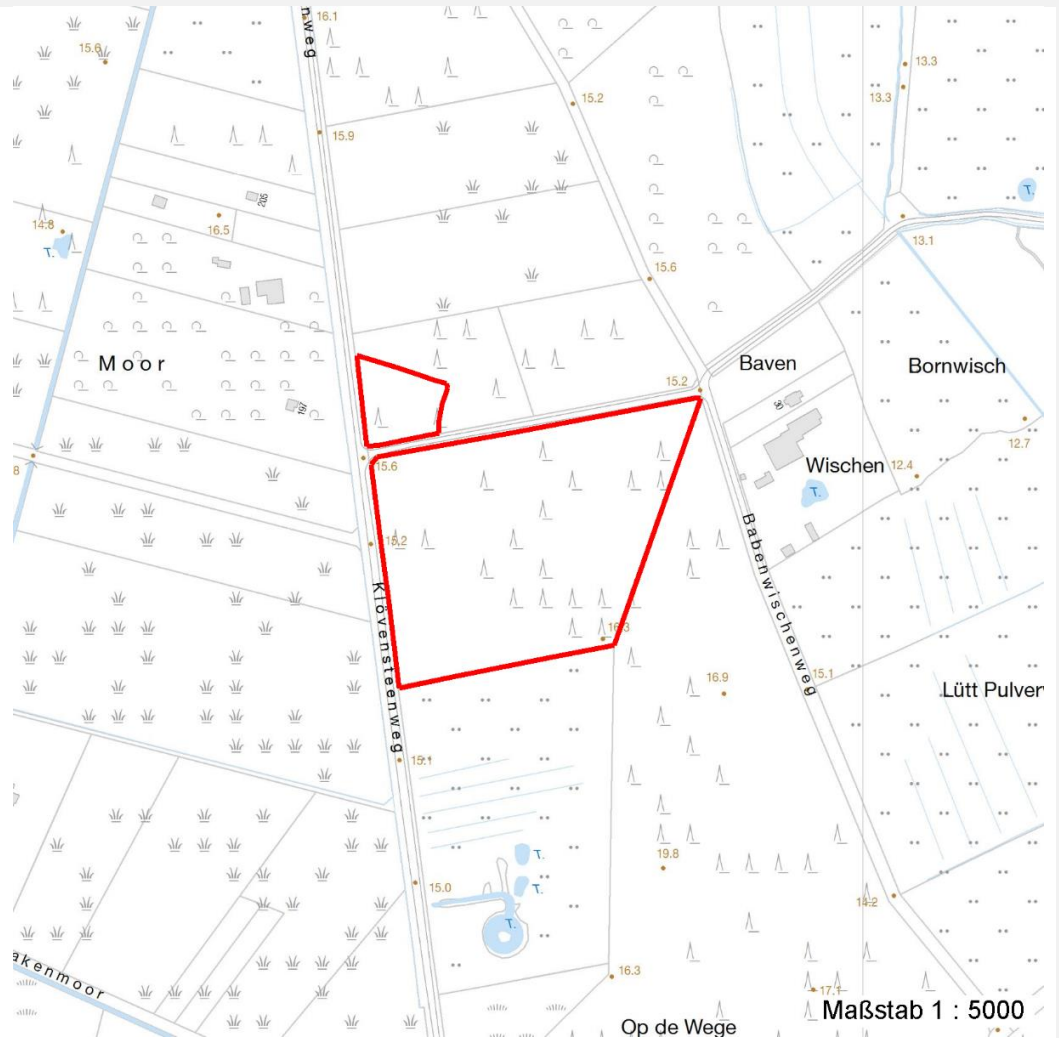 nweg
16.1
15.6
13.3
13.3
15.2
15.9
T.
205
14.8
16.5
T.
13.1
15.6
Moor
Baven
Bornwisch
15.2
197
30
12.7
15.6
8
Wischen
12.4
T.
15.2
Klövensteenweg
Babenwischenweg
16.3
16.9
15.1
Lütt Pulver
15.1
T.
19.8
T.
15.0
14.2
T.
akenmoor
16.3
17.1
Maßstab 1 : 5000
Op de Wege